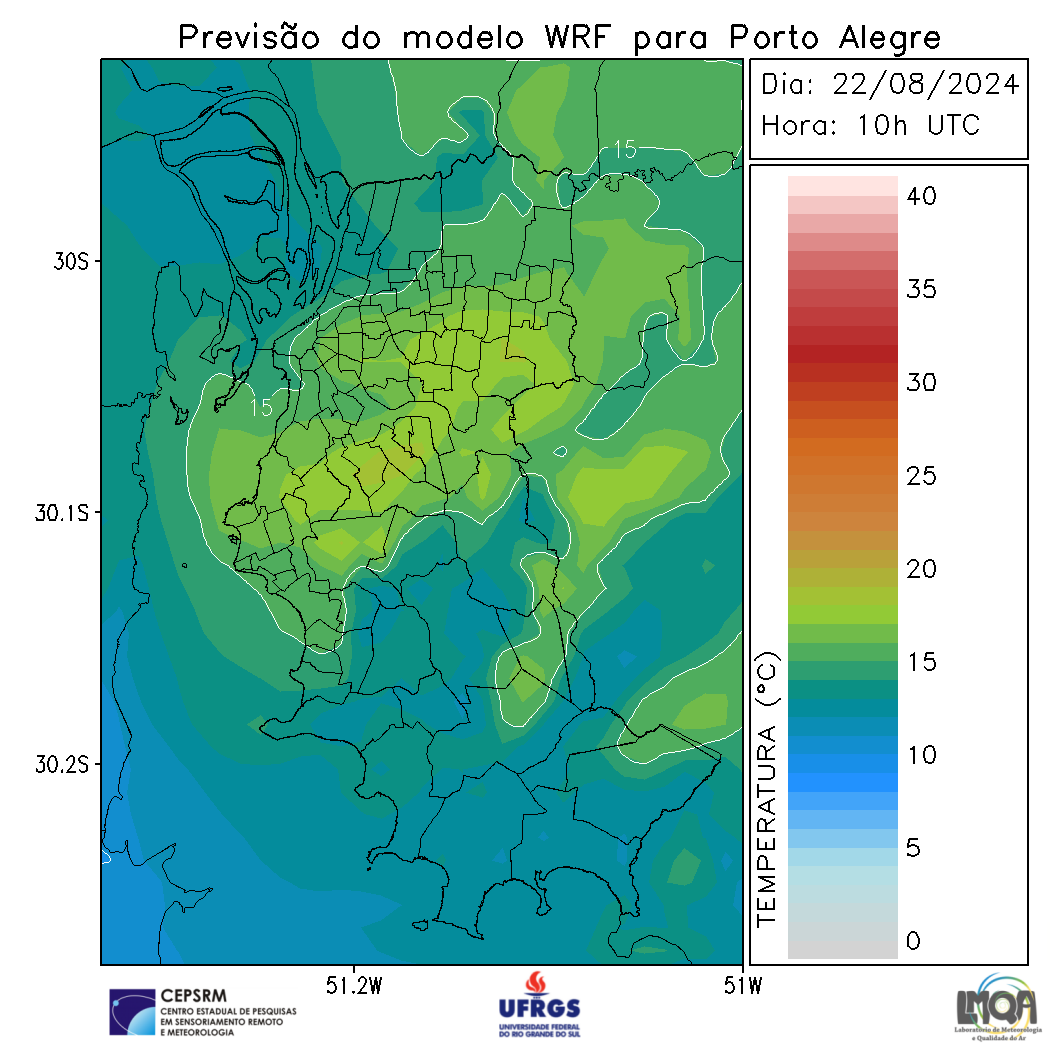 Previsão do modelo WRF para Porto Alegre
Dia: 22/08/2024
Hora: 10h UTC
15
15
30S
30.1S
30.2S
51.2W
51W
40
35
30
25
20
15
10
5
0
TEMPERATURA (°C)
CEPSRM
CENTRO ESTADUAL DE PESQUISAS
EM SENSORIAMENTO REMOTO
E METEOROLOGIA
UFRGS
UNIVERSIDADE FEDERAL
DO RIO GRANDE DO SUL
LMQA
Laboratório de Meteorologia
e Qualidade do Ar